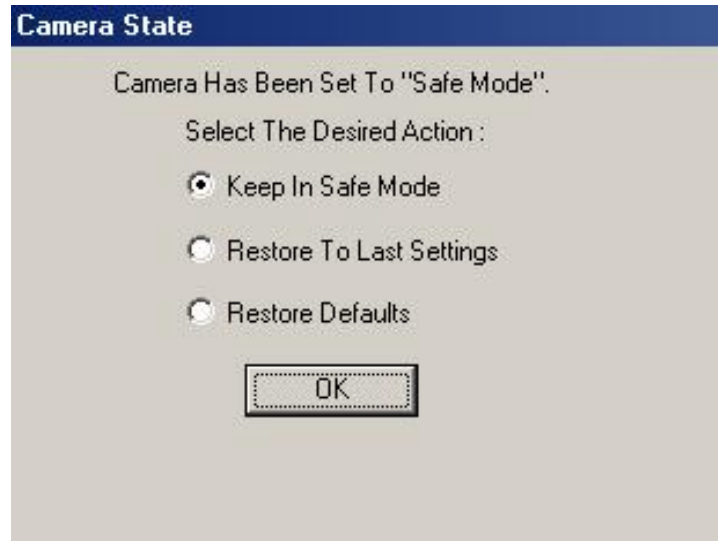 Camera State
Camera Has Been Set To "Safe Mode".
Select The Desired Action :
Keep In Safe Mode
Restore To Last Settings
Restore Defaults
OK